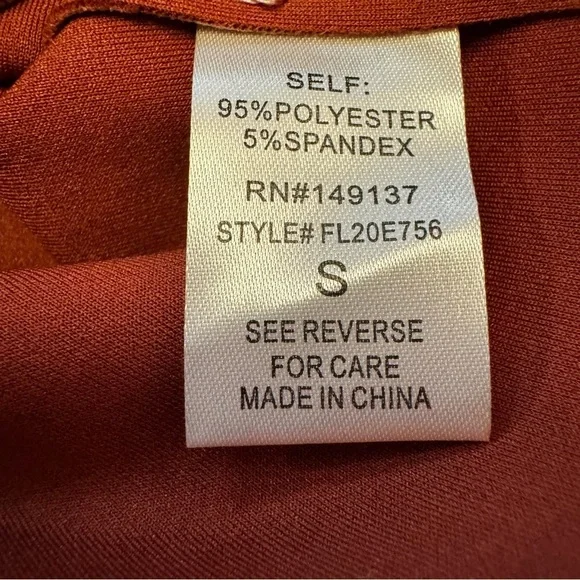 SELF:
95%POLYESTER
5%SPANDEX
RN#149137
STYLE# FL20E756
S
SEE REVERSE
FOR CARE
MADE IN CHINA